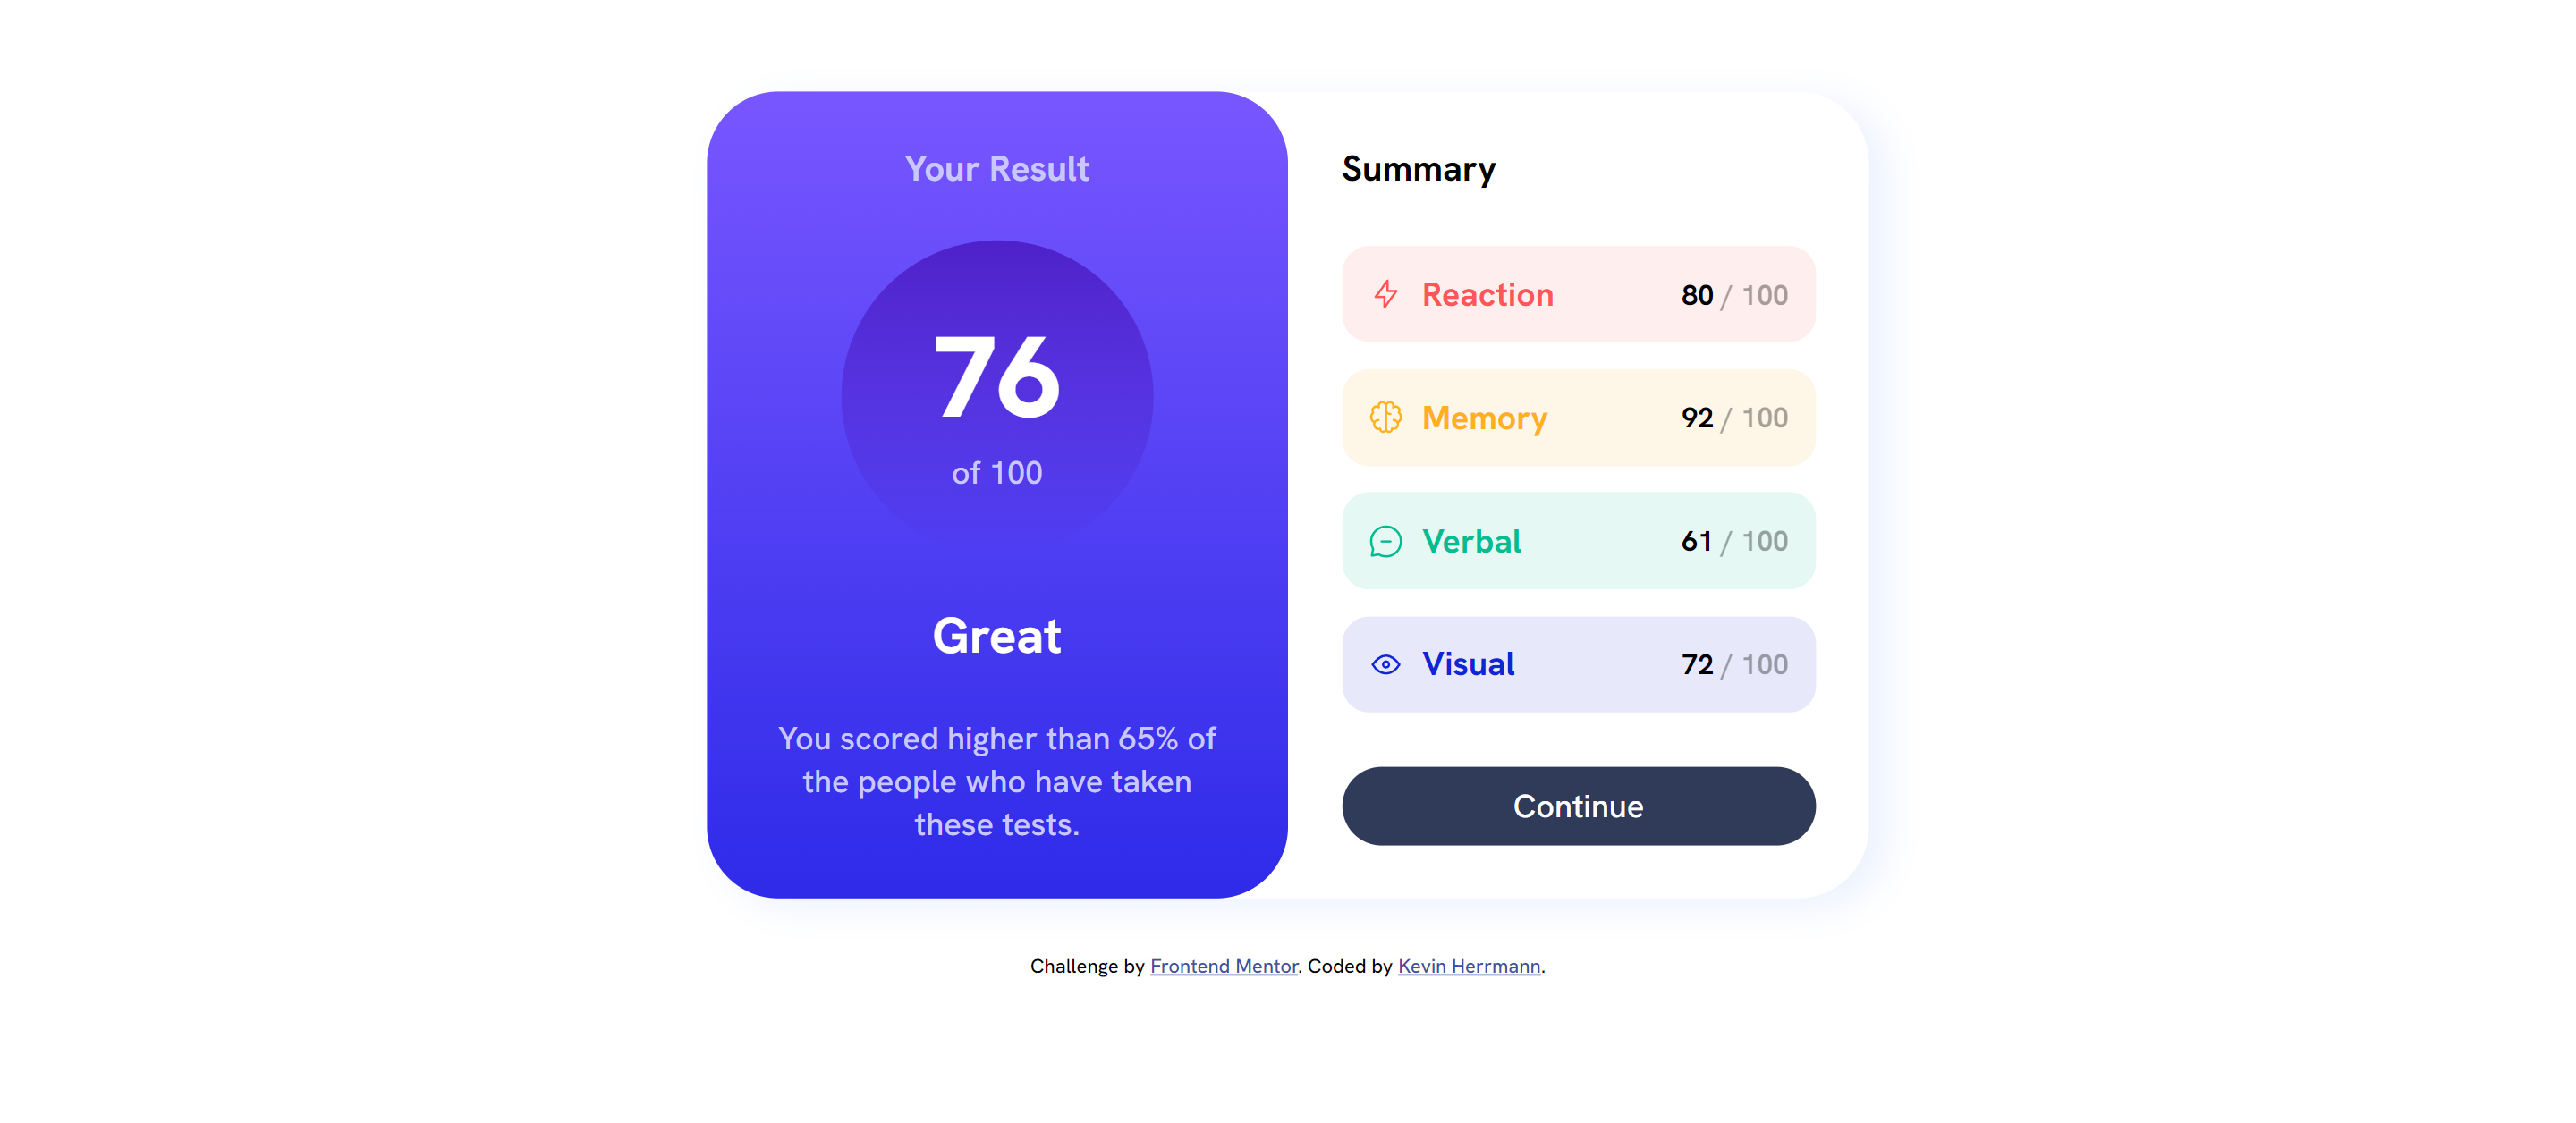 Your Result
76
of 100
Great
You scored higher than 65% of
the people who have taken
these tests.
Summary
Reaction 80 / 100
Memory 92 / 100
Verbal 61 / 100
Visual 72 / 100
Continue
Challenge by Frontend Mentor. Coded by Kevin Herrmann.